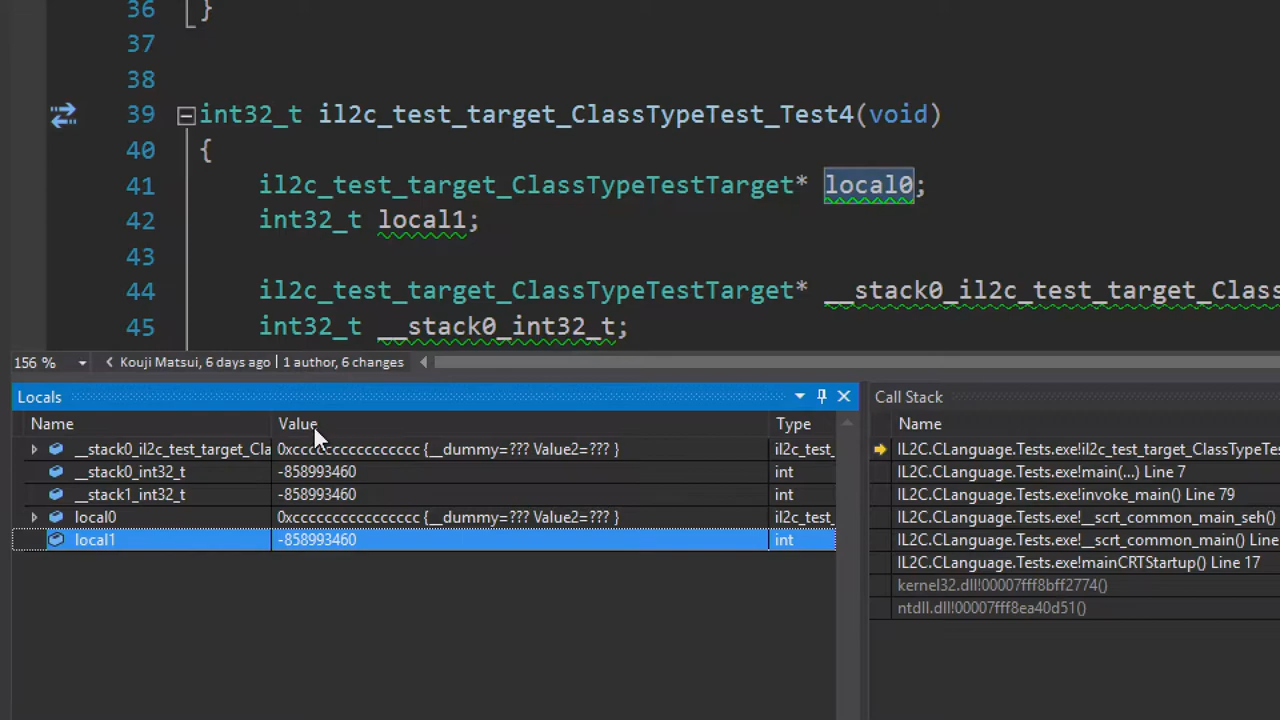 36 }
37
38
39 int32_t il2c_test_target_ClassTypeTest_Test4(void)
40 {
41 il2c_test_target_ClassTypeTestTarget* local0;
42 int32_t local1;
43
44 il2c_test_target_ClassTypeTestTarget* __stack0_il2c_test_target_Class
45 int32_t __stack0_int32_t;
156 % Kouji Matsui, 6 days ago | 1 author, 6 changes
Locals
Name Value Type
__stack0_il2c_test_target_Cla 0xcccccccccccccccc {__dummy=??? Value2=??? } il2c_test_
__stack0_int32_t -858993460 int
__stack1_int32_t -858993460 int
local0 0xcccccccccccccccc {__dummy=??? Value2=??? } il2c_test_
local1 -858993460 int
Call Stack
Name
IL2C.CLanguage.Tests.exe!il2c_test_target_ClassTypeTes
IL2C.CLanguage.Tests.exe!main(...) Line 7
IL2C.CLanguage.Tests.exe!invoke_main() Line 79
IL2C.CLanguage.Tests.exe!__scrt_common_main_seh()
IL2C.CLanguage.Tests.exe!__scrt_common_main() Line
IL2C.CLanguage.Tests.exe!mainCRTStartup() Line 17
kernel32.dll!00007fff8bff2774()
ntdll.dll!00007fff8ea40d51()